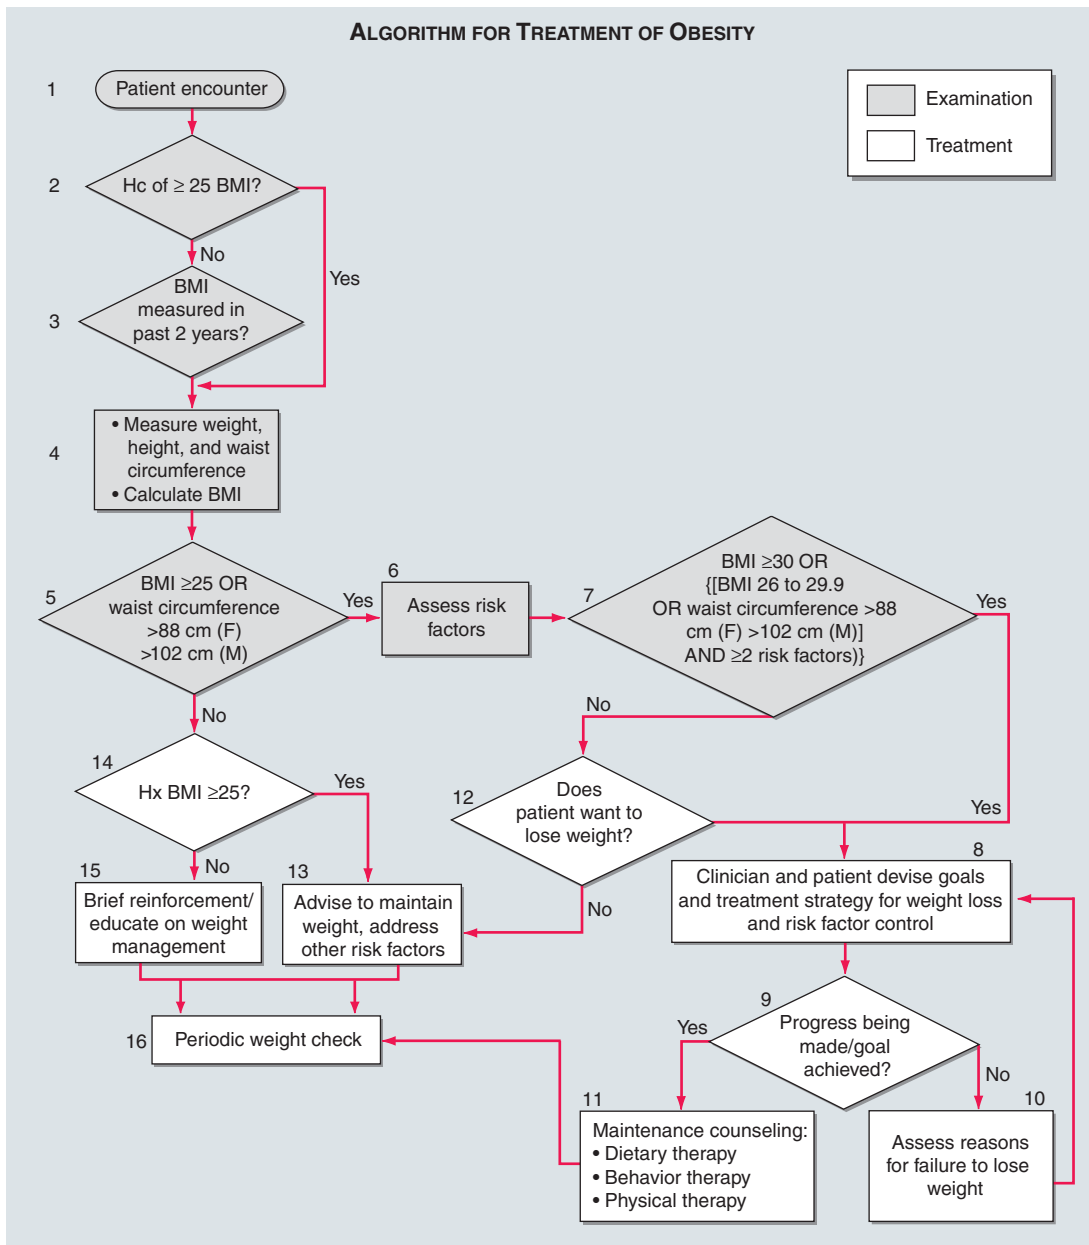 ALGORITHM FOR TREATMENT OF OBESITY
Examination
Treatment
1
Patient encounter
2
Hc of ≥ 25 BMI?
No
Yes
3
BMI
measured in
past 2 years?
4
• Measure weight,
height, and waist
circumference
• Calculate BMI
5
BMI ≥25 OR
waist circumference
>88 cm (F)
>102 cm (M)
Yes
No
6
Assess risk
factors
7
BMI ≥30 OR
{[BMI 26 to 29.9
OR waist circumference >88
cm (F) >102 cm (M)]
AND ≥2 risk factors)}
Yes
No
14
Hx BMI ≥25?
Yes
No
12
Does
patient want to
lose weight?
Yes
No
15
Brief reinforcement/
educate on weight
management
13
Advise to maintain
weight, address
other risk factors
8
Clinician and patient devise goals
and treatment strategy for weight loss
and risk factor control
16
Periodic weight check
9
Progress being
made/goal
achieved?
Yes
No
11
Maintenance counseling:
• Dietary therapy
• Behavior therapy
• Physical therapy
10
Assess reasons
for failure to lose
weight